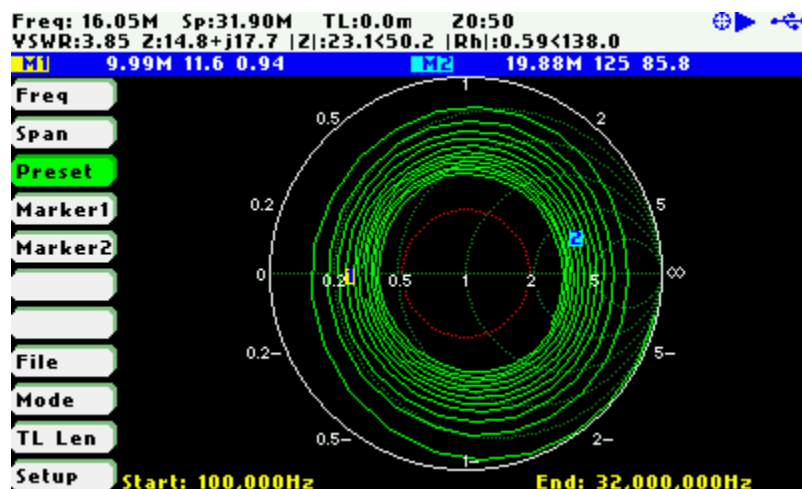 Freq: 16.05M Sp:31.90M TL:0.0m Z0:50
VSWR:3.85 Z:14.8+j17.7 |Z|:23.1<50.2 |Rh|:0.59<138.0
M1 9.99M 11.6 0.94 M2 19.88M 125 85.8
Freq
Span
Preset
Marker1
Marker2
File
Mode
TL Len
Setup
1
0.5 2
0.2 5
2
0 0.2 1 0.5 1 2 5 ∞
0.2- 5-
0.5- 2-
1-
Start: 100,000Hz End: 32,000,000Hz